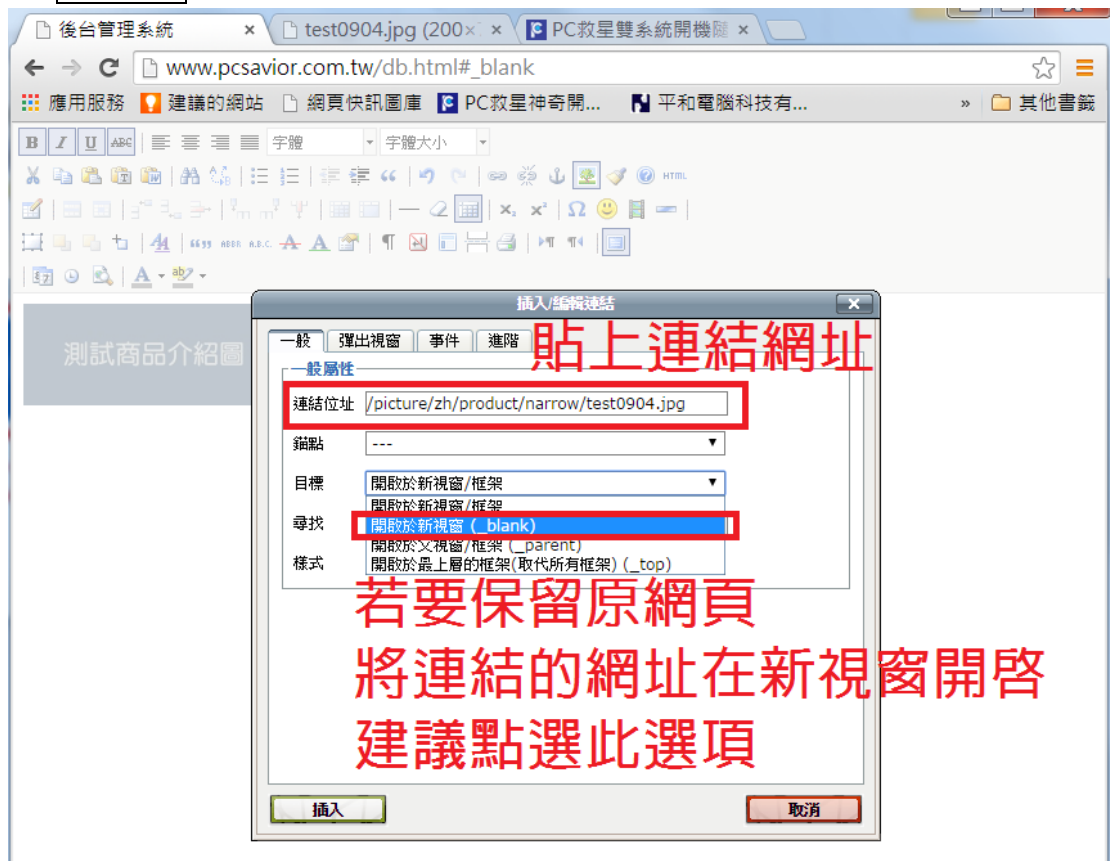 後台管理系統
test0904.jpg (200×
PC救星雙系統開機隨
www.pcsavior.com.tw/db.html#_blank
應用服務 建議的網站 網頁快訊圖庫 PC救星神奇開... 平和電腦科技有... » 其他書籤
B I U ABC 字體 字體大小
HTML
測試商品介紹圖
插入/編輯連結
一般 彈出視窗 事件 進階
貼上連結網址
一般屬性
連結位址 /picture/zh/product/narrow/test0904.jpg
錨點 ---
目標 開啟於新視窗/框架
開啟於新視窗/框架
尋找 開啟於新視窗 (_blank)
開啟於父視窗/框架 (_parent)
樣式 開啟於最上層的框架(取代所有框架) (_top)
若要保留原網頁
將連結的網址在新視窗開啓
建議點選此選項
插入 取消